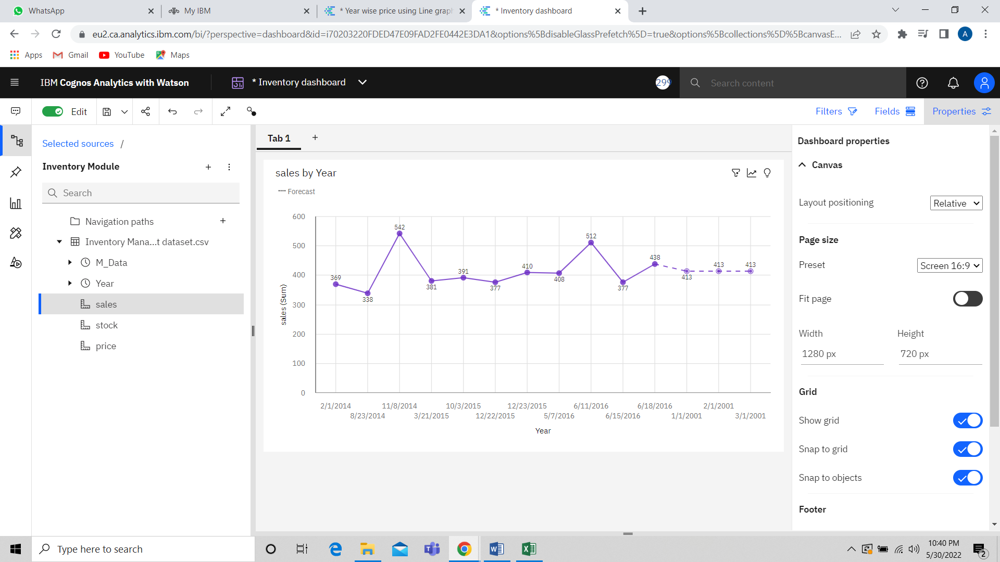 WhatsApp
My IBM
* Year wise price using Line grap
* Inventory dashboard
eu2.ca.analytics.ibm.com/bi/?perspective=dashboard&id=i70203220FDED47E09FAD2FE0442E3DA1&options%5BdisableGlassPrefetch%5D=true&options%5Bcollections%5D%5BcanvasE...
A
Apps
Gmail
YouTube
Maps
IBM Cognos Analytics with Watson
* Inventory dashboard
299
Search content
Edit
Filters
Fields
Properties
Selected sources /
Inventory Module
Search
Navigation paths
Inventory Mana...t dataset.csv
M_Data
Year
sales
stock
price
Tab 1
sales by Year
Forecast
600
500
400
300
200
100
0
sales (Sum)
369
338
542
381
391
377
410
408
512
377
438
413
413
413
2/1/2014
8/23/2014
11/8/2014
3/21/2015
10/3/2015
12/22/2015
12/23/2015
5/7/2016
6/11/2016
6/15/2016
6/18/2016
1/1/2001
2/1/2001
3/1/2001
Year
Dashboard properties
Canvas
Layout positioning
Relative
Page size
Preset
Screen 16:9
Fit page
Width
Height
1280 px
720 px
Grid
Show grid
Snap to grid
Snap to objects
Footer
Type here to search
10:40 PM
5/30/2022
2